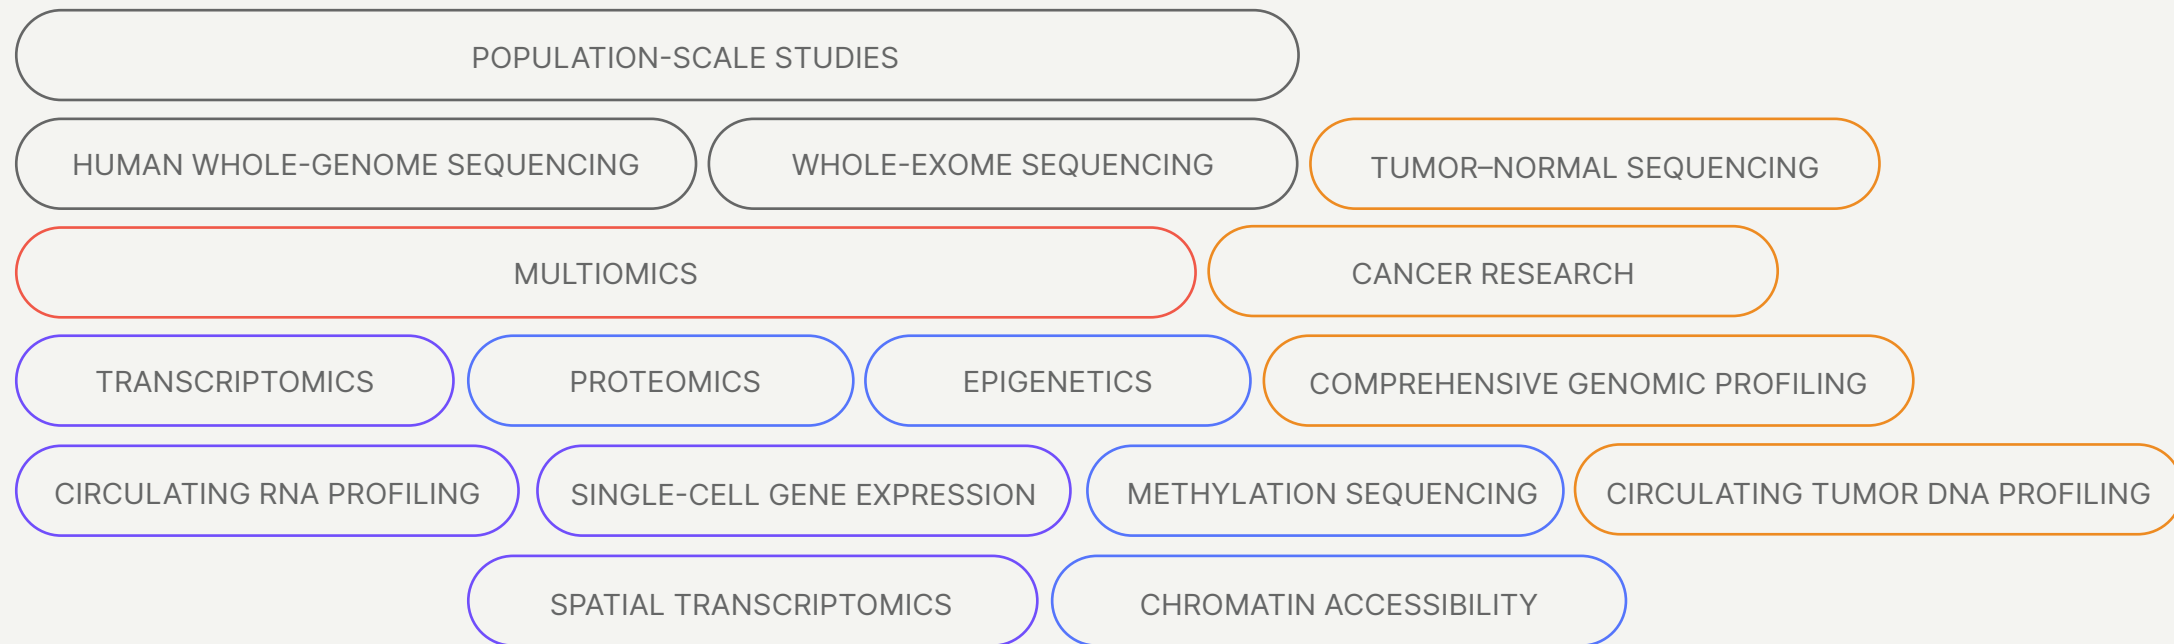 POPULATION-SCALE STUDIES
HUMAN WHOLE-GENOME SEQUENCING
WHOLE-EXOME SEQUENCING
TUMOR–NORMAL SEQUENCING
MULTIOMICS
CANCER RESEARCH
TRANSCRIPTOMICS
PROTEOMICS
EPIGENETICS
COMPREHENSIVE GENOMIC PROFILING
CIRCULATING RNA PROFILING
SINGLE-CELL GENE EXPRESSION
METHYLATION SEQUENCING
CIRCULATING TUMOR DNA PROFILING
SPATIAL TRANSCRIPTOMICS
CHROMATIN ACCESSIBILITY